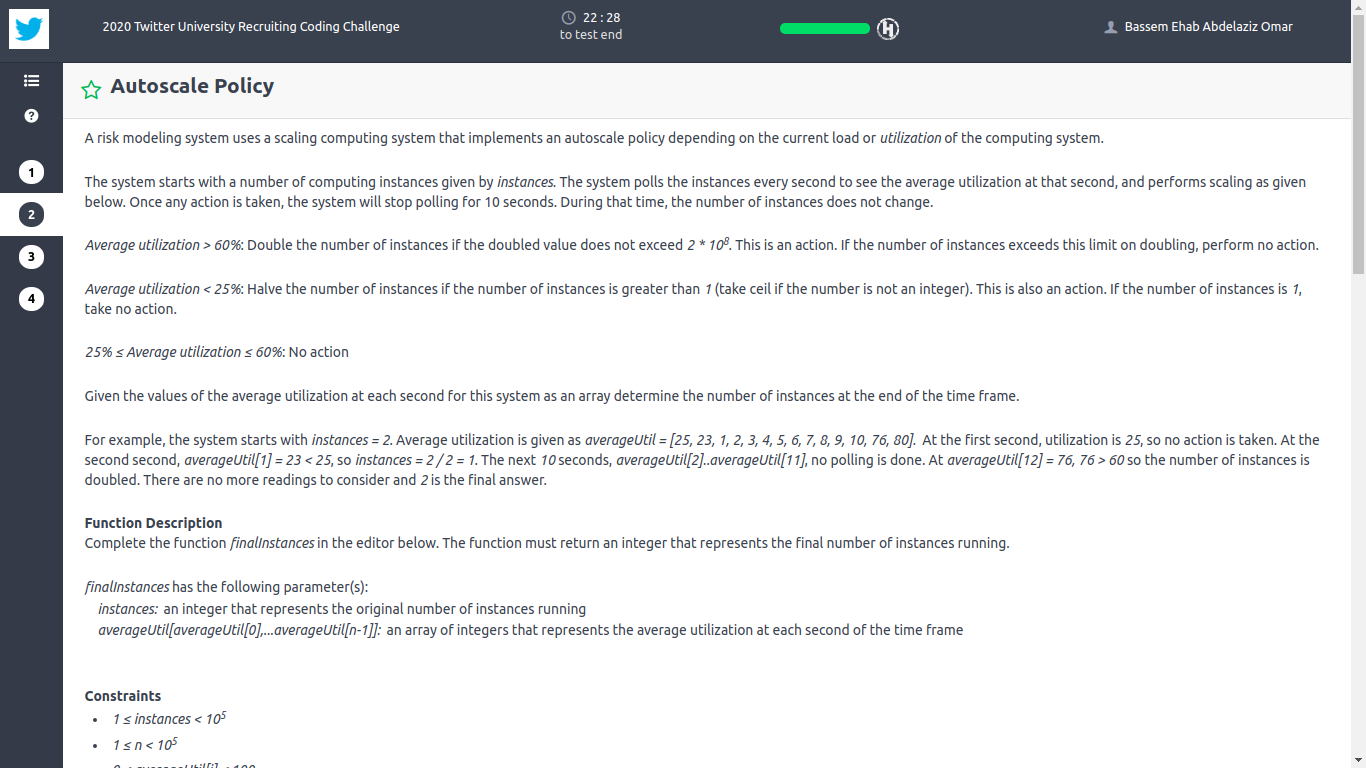 2020 Twitter University Recruiting Coding Challenge
22 : 28
to test end
Bassem Ehab Abdelaziz Omar
Autoscale Policy
1
2
3
4
A risk modeling system uses a scaling computing system that implements an autoscale policy depending on the current load or utilization of the computing system.
The system starts with a number of computing instances given by instances. The system polls the instances every second to see the average utilization at that second, and performs scaling as given
below. Once any action is taken, the system will stop polling for 10 seconds. During that time, the number of instances does not change.
Average utilization > 60%: Double the number of instances if the doubled value does not exceed 2 * 10⁸. This is an action. If the number of instances exceeds this limit on doubling, perform no action.
Average utilization < 25%: Halve the number of instances if the number of instances is greater than 1 (take ceil if the number is not an integer). This is also an action. If the number of instances is 1,
take no action.
25% ≤ Average utilization ≤ 60%: No action
Given the values of the average utilization at each second for this system as an array determine the number of instances at the end of the time frame.
For example, the system starts with instances = 2. Average utilization is given as averageUtil = [25, 23, 1, 2, 3, 4, 5, 6, 7, 8, 9, 10, 76, 80]. At the first second, utilization is 25, so no action is taken. At the
second second, averageUtil[1] = 23 < 25, so instances = 2 / 2 = 1. The next 10 seconds, averageUtil[2]..averageUtil[11], no polling is done. At averageUtil[12] = 76, 76 > 60 so the number of instances is
doubled. There are no more readings to consider and 2 is the final answer.
Function Description
Complete the function finalInstances in the editor below. The function must return an integer that represents the final number of instances running.
finalInstances has the following parameter(s):
instances: an integer that represents the original number of instances running
averageUtil[averageUtil[0],...averageUtil[n-1]]: an array of integers that represents the average utilization at each second of the time frame
Constraints
• 1 ≤ instances < 10⁵
• 1 ≤ n < 10⁵